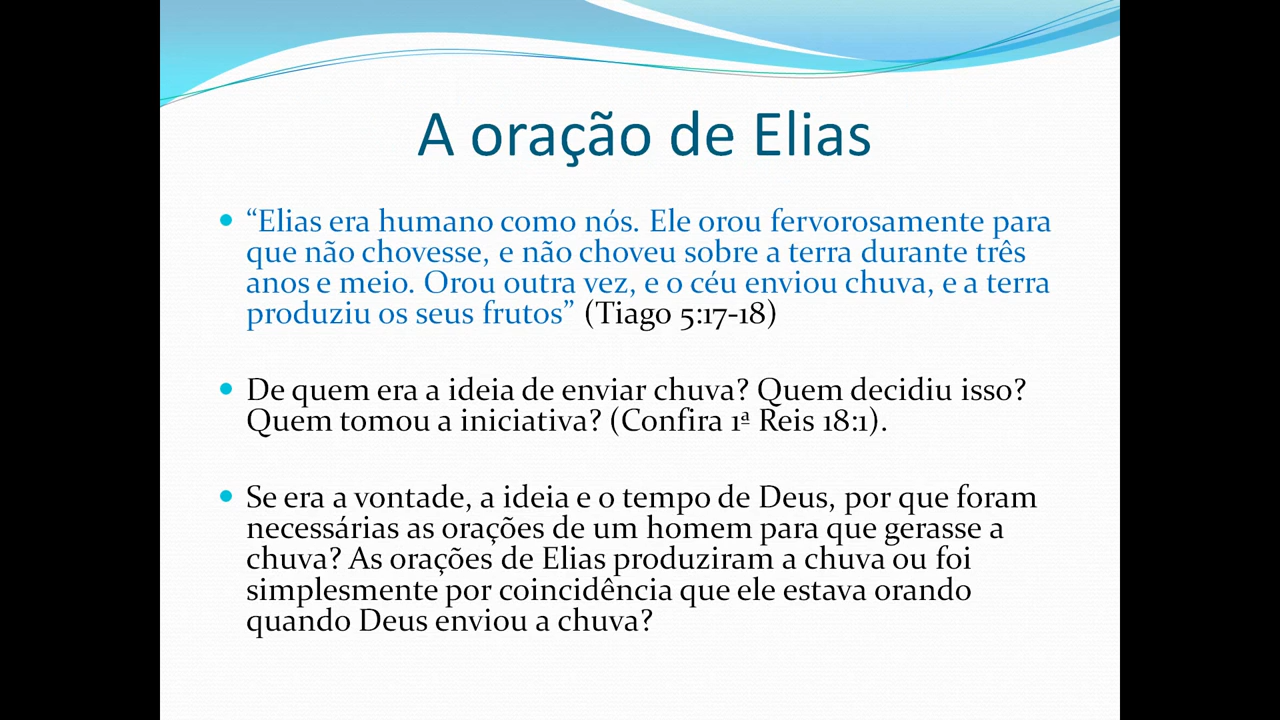 A oração de Elias
• “Elias era humano como nós. Ele orou fervorosamente para
que não chovesse, e não choveu sobre a terra durante três
anos e meio. Orou outra vez, e o céu enviou chuva, e a terra
produziu os seus frutos” (Tiago 5:17-18)
• De quem era a ideia de enviar chuva? Quem decidiu isso?
Quem tomou a iniciativa? (Confira 1ª Reis 18:1).
• Se era a vontade, a ideia e o tempo de Deus, por que foram
necessárias as orações de um homem para que gerasse a
chuva? As orações de Elias produziram a chuva ou foi
simplesmente por coincidência que ele estava orando
quando Deus enviou a chuva?